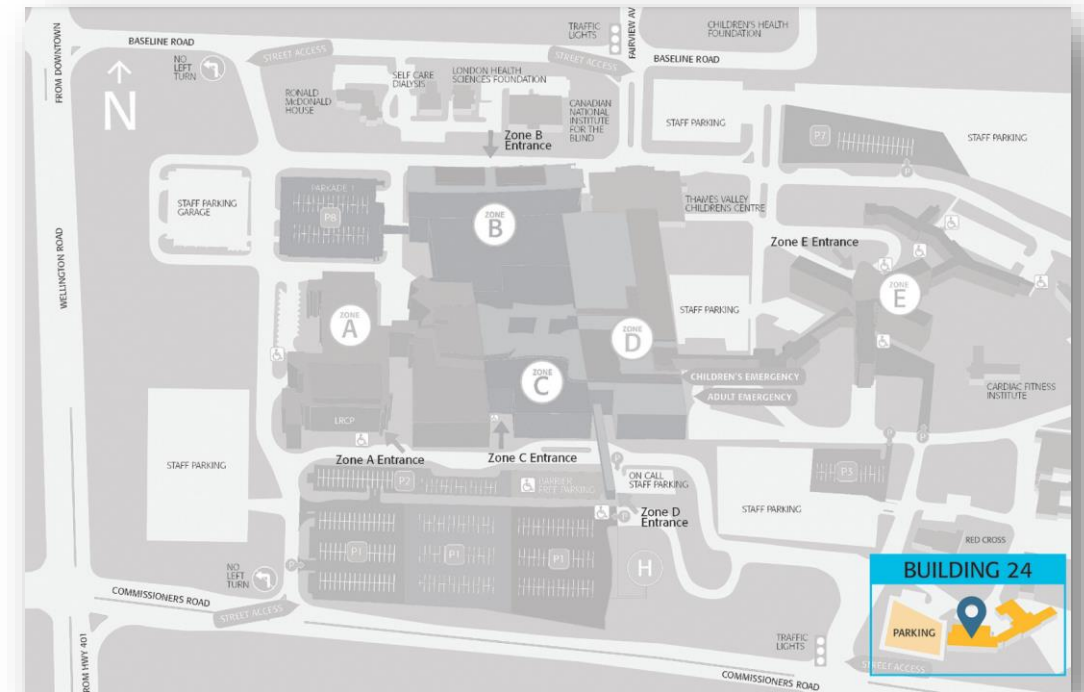 FROM DOWNTOWN
BASELINE ROAD
NO
LEFT
TURN
STREET ACCESS
N
TRAFFIC
LIGHTS
STREET ACCESS
FAIRVIEW AV
BASELINE ROAD
CHILDREN'S HEALTH
FOUNDATION
SELF CARE
DIALYSIS
LONDON HEALTH
SCIENCES FOUNDATION
RONALD
McDONALD
HOUSE
CANADIAN
NATIONAL
INSTITUTE
FOR THE
BLIND
Zone B
Entrance
STAFF PARKING
P7
STAFF PARKING
P
STAFF PARKING
GARAGE
PARKADE 1
P8
ZONE
B
THAMES VALLEY
CHILDREN'S CENTRE
Zone E Entrance
ZONE
E
WELLINGTON ROAD
ZONE
A
STAFF PARKING
ZONE
D
ZONE
C
CHILDREN'S EMERGENCY
ADULT EMERGENCY
CARDIAC FITNESS
INSTITUTE
LRCP
P
P
Zone A Entrance
Zone C Entrance
STAFF PARKING
P2
BARRIER
FREE PARKING
P
ON CALL
STAFF PARKING
P3
STAFF PARKING
P
Zone D
Entrance
P1
P1
P1
P
H
RED CROSS
NO
LEFT
TURN
COMMISSIONERS ROAD
STREET ACCESS
BUILDING 24
PARKING
TRAFFIC
LIGHTS
STREET ACCESS
COMMISSIONERS ROAD
FROM HWY 401